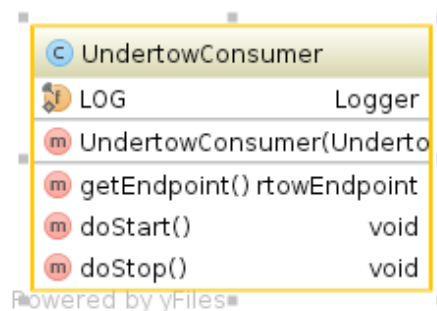 UndertowConsumer
LOG Logger
UndertowConsumer(Underto
getEndpoint() rtowEndpoint
doStart() void
doStop() void
Powered by yFiles